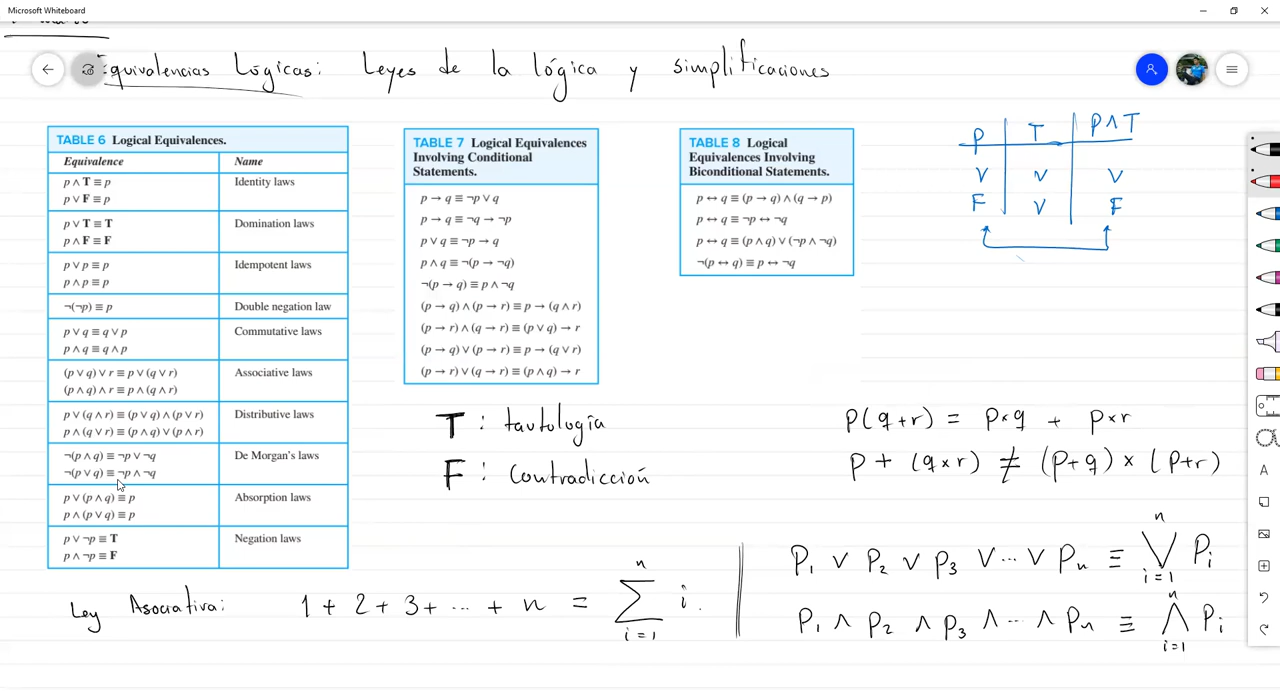 Microsoft Whiteboard
Equivalencias Lógicas: Leyes de la lógica y simplificaciones
TABLE 6 Logical Equivalences.
Equivalence Name
p ∧ T ≡ p Identity laws
p ∨ F ≡ p
p ∨ T ≡ T Domination laws
p ∧ F ≡ F
p ∨ p ≡ p Idempotent laws
p ∧ p ≡ p
¬(¬p) ≡ p Double negation law
p ∨ q ≡ q ∨ p Commutative laws
p ∧ q ≡ q ∧ p
(p ∨ q) ∨ r ≡ p ∨ (q ∨ r) Associative laws
(p ∧ q) ∧ r ≡ p ∧ (q ∧ r)
p ∨ (q ∧ r) ≡ (p ∨ q) ∧ (p ∨ r) Distributive laws
p ∧ (q ∨ r) ≡ (p ∧ q) ∨ (p ∧ r)
¬(p ∧ q) ≡ ¬p ∨ ¬q De Morgan's laws
¬(p ∨ q) ≡ ¬p ∧ ¬q
p ∨ (p ∧ q) ≡ p Absorption laws
p ∧ (p ∨ q) ≡ p
p ∨ ¬p ≡ T Negation laws
p ∧ ¬p ≡ F
TABLE 7 Logical Equivalences
Involving Conditional
Statements.
p → q ≡ ¬p ∨ q
p → q ≡ ¬q → ¬p
p ∨ q ≡ ¬p → q
p ∧ q ≡ ¬(p → ¬q)
¬(p → q) ≡ p ∧ ¬q
(p → q) ∧ (p → r) ≡ p → (q ∧ r)
(p → r) ∧ (q → r) ≡ (p ∨ q) → r
(p → q) ∨ (p → r) ≡ p → (q ∨ r)
(p → r) ∨ (q → r) ≡ (p ∧ q) → r
TABLE 8 Logical
Equivalences Involving
Biconditional Statements.
p ↔ q ≡ (p → q) ∧ (q → p)
p ↔ q ≡ ¬p ↔ ¬q
p ↔ q ≡ (p ∧ q) ∨ (¬p ∧ ¬q)
¬(p ↔ q) ≡ p ↔ ¬q
P T P∧T
V V V
F V F
T : tautología
F : contradicción
p(q+r) = p×q + p×r
p + (q×r) ≠ (p+q) × (p+r)
Ley Asociativa: 1 + 2 + 3 + ... + n = ∑ i=1 n i.
P1 ∨ P2 ∨ P3 ∨ ... ∨ Pn ≡ ⋁ i=1 n Pi
P1 ∧ P2 ∧ P3 ∧ ... ∧ Pn ≡ ⋀ i=1 n Pi
A